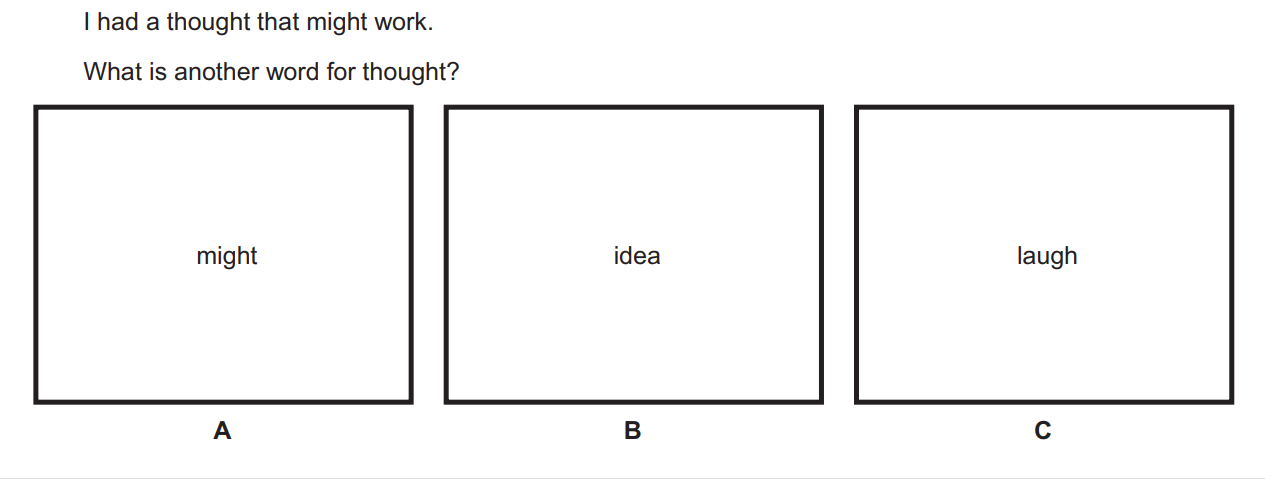 I had a thought that might work.
What is another word for thought?
might idea laugh
A B C